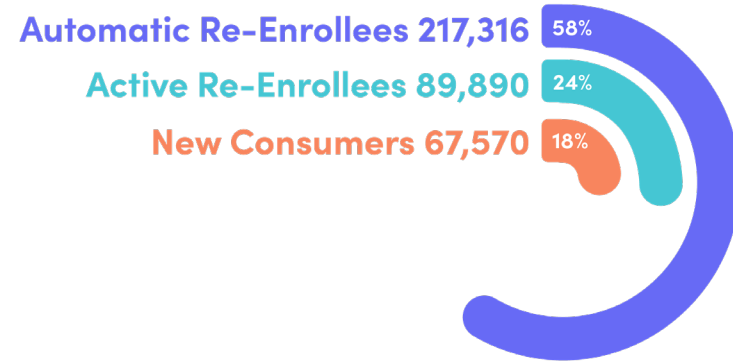 Automatic Re-Enrollees 217,316 58%
Active Re-Enrollees 89,890 24%
New Consumers 67,570 18%